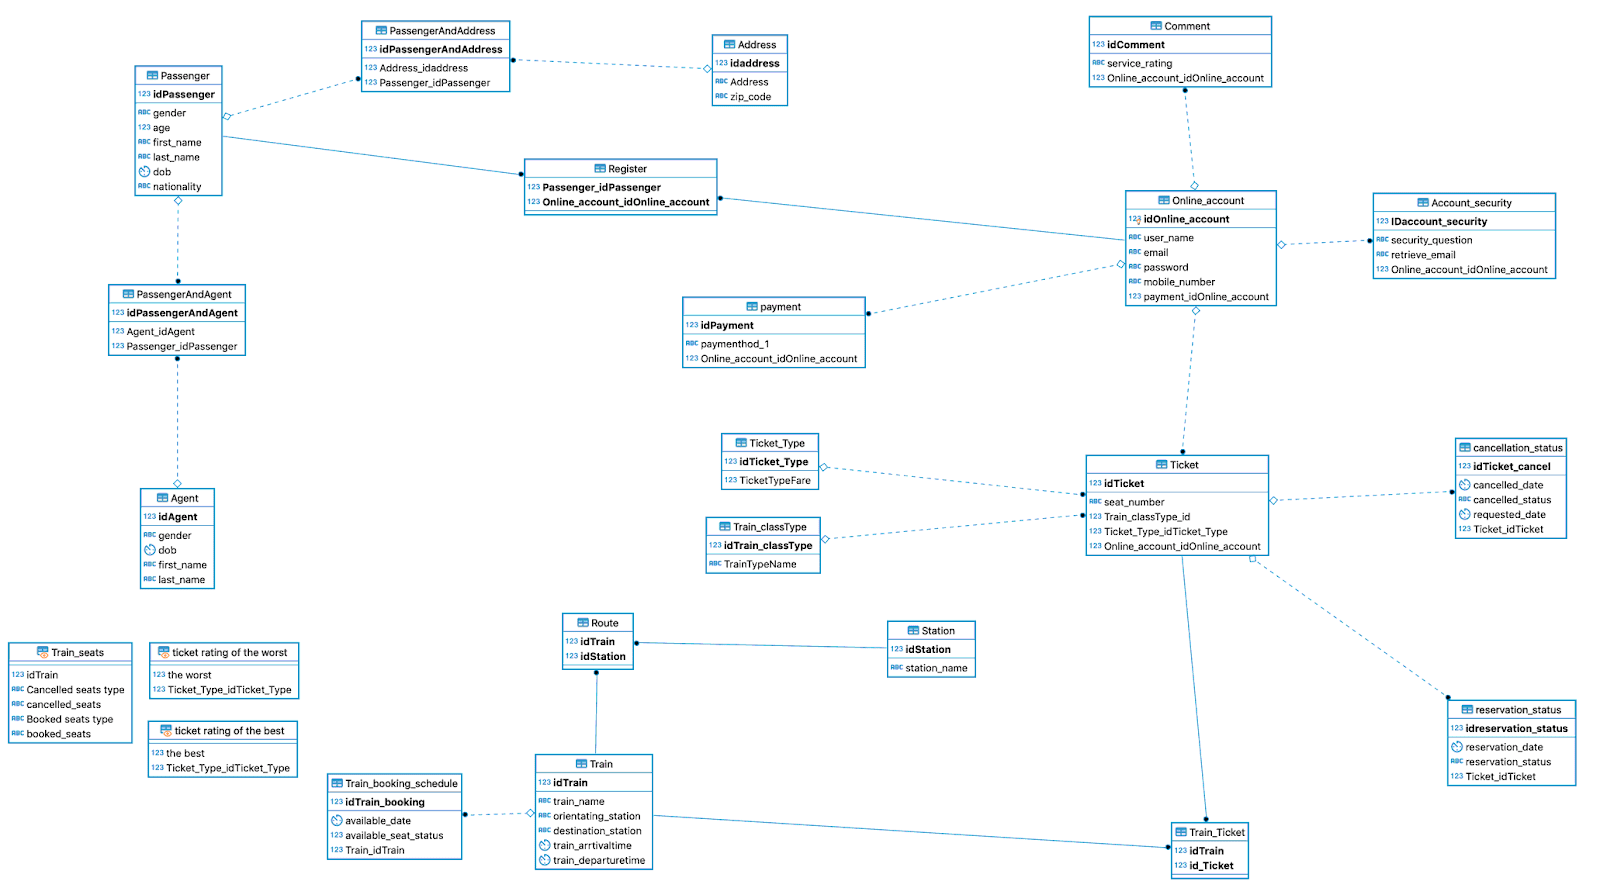 PassengerAndAddress
123 idPassengerAndAddress
123 Address_idaddress
123 Passenger_idPassenger
Address
123 idaddress
ABC Address
ABC zip_code
Comment
123 idComment
ABC service_rating
123 Online_account_idOnline_account
Passenger
123 idPassenger
ABC gender
123 age
ABC first_name
ABC last_name
dob
ABC nationality
Register
123 Passenger_idPassenger
123 Online_account_idOnline_account
Online_account
123 idOnline_account
ABC user_name
ABC email
ABC password
ABC mobile_number
123 payment_idOnline_account
Account_security
123 IDaccount_security
ABC security_question
ABC retrieve_email
123 Online_account_idOnline_account
PassengerAndAgent
123 idPassengerAndAgent
123 Agent_idAgent
123 Passenger_idPassenger
payment
123 idPayment
ABC paymenthod_1
123 Online_account_idOnline_account
Ticket_Type
123 idTicket_Type
123 TicketTypeFare
Train_classType
123 idTrain_classType
ABC TrainTypeName
Ticket
123 idTicket
ABC seat_number
123 Train_classType_id
123 Ticket_Type_idTicket_Type
123 Online_account_idOnline_account
cancellation_status
123 idTicket_cancel
cancelled_date
ABC cancelled_status
requested_date
123 Ticket_idTicket
Agent
123 idAgent
ABC gender
dob
ABC first_name
ABC last_name
Route
123 idTrain
123 idStation
Station
123 idStation
ABC station_name
Train_seats
123 idTrain
ABC Cancelled seats type
ABC cancelled_seats
ABC Booked seats type
ABC booked_seats
ticket rating of the worst
123 the worst
123 Ticket_Type_idTicket_Type
ticket rating of the best
123 the best
123 Ticket_Type_idTicket_Type
reservation_status
123 idreservation_status
reservation_date
ABC reservation_status
123 Ticket_idTicket
Train_booking_schedule
123 idTrain_booking
available_date
123 available_seat_status
123 Train_idTrain
Train
123 idTrain
ABC train_name
ABC orientating_station
ABC destination_station
train_arrtivaltime
train_departuretime
Train_Ticket
123 idTrain
123 id_Ticket